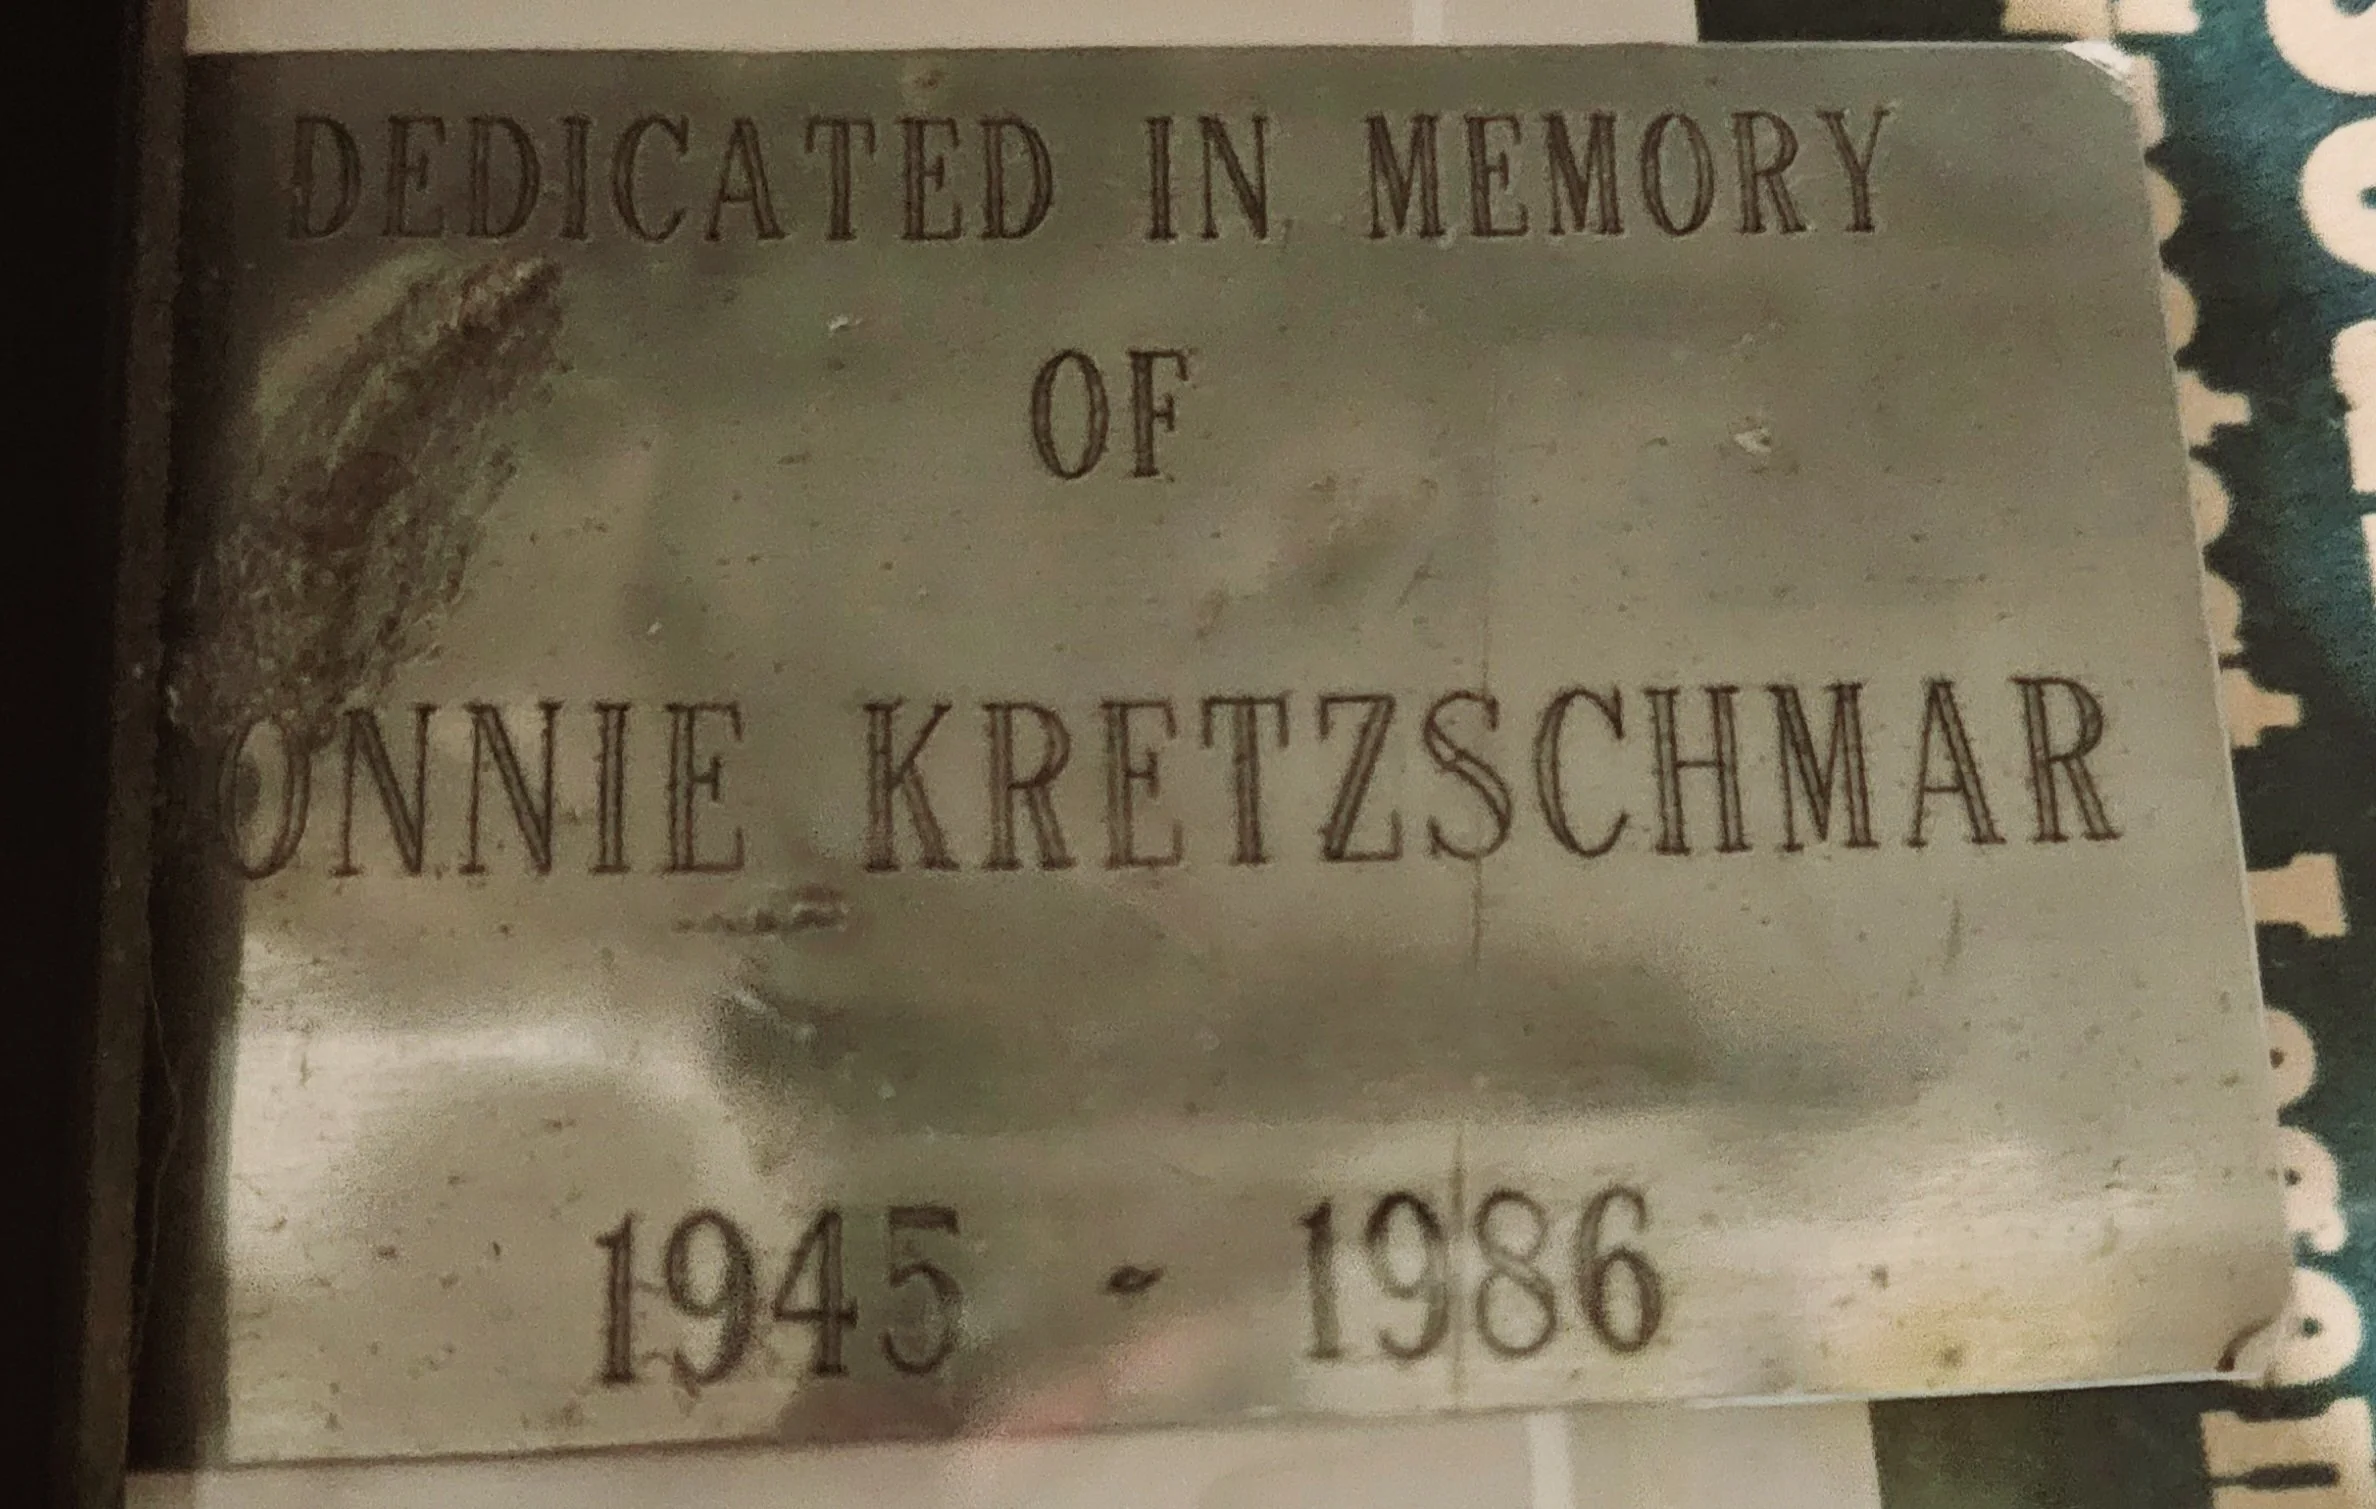 DEDICATED IN MEMORY
OF
ONNIE KRETZSCHMAR
1945 - 1986